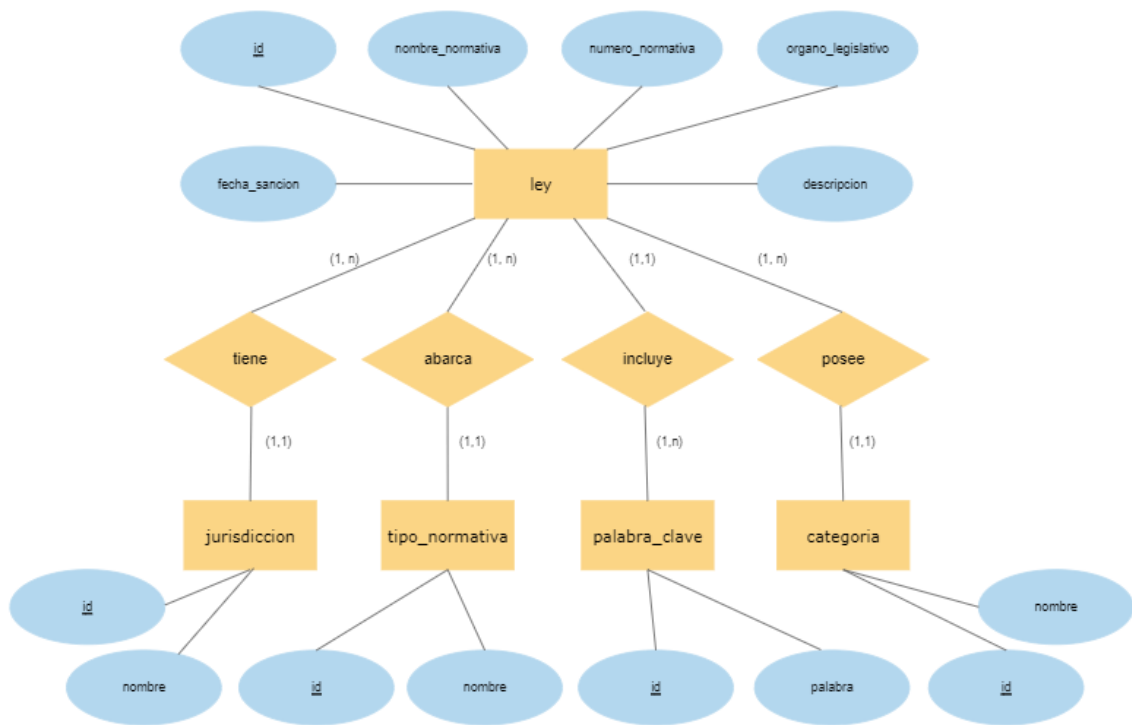 id
nombre_normativa
numero_normativa
organo_legislativo
fecha_sancion
ley
descripcion
(1, n)
(1, n)
(1,1)
(1, n)
tiene
abarca
incluye
posee
(1,1)
(1,1)
(1,n)
(1,1)
jurisdiccion
tipo_normativa
palabra_clave
categoria
id
nombre
nombre
id
nombre
id
palabra
id